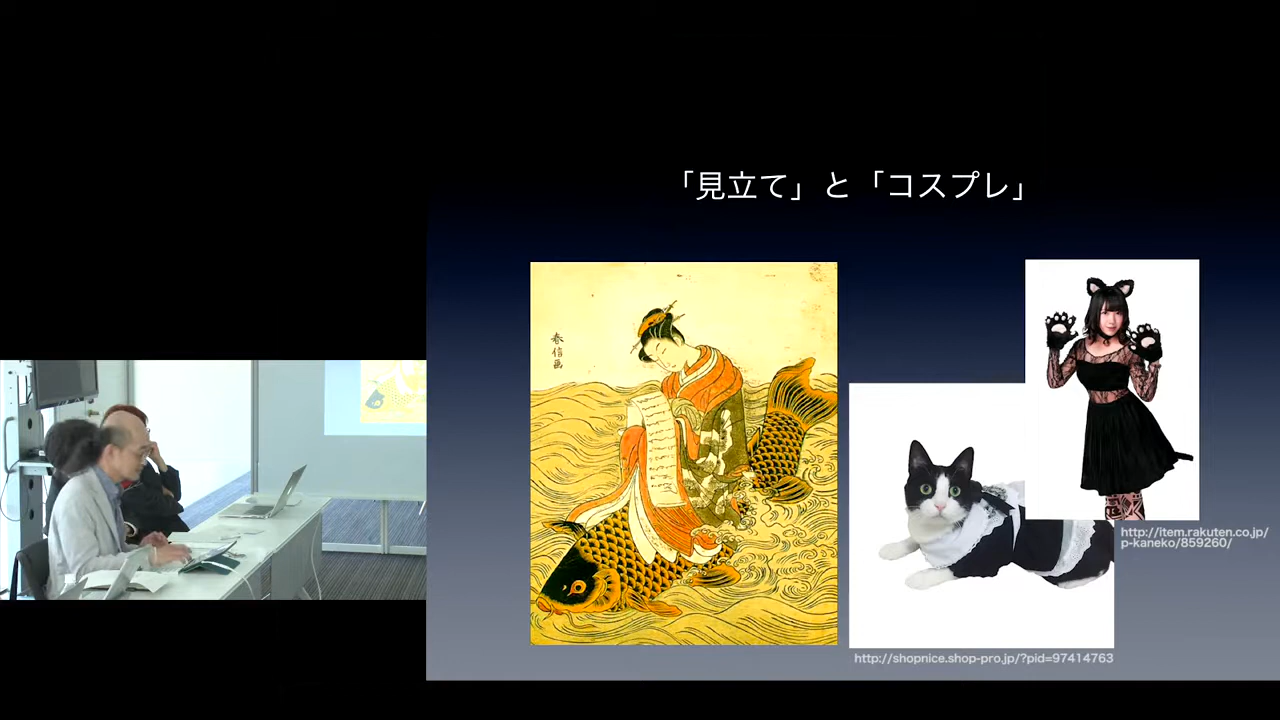 「見立て」と「コスプレ」
春信画
http://item.rakuten.co.jp/
p-kaneko/859260/
http://shopnice.shop-pro.jp/?pid=97414763